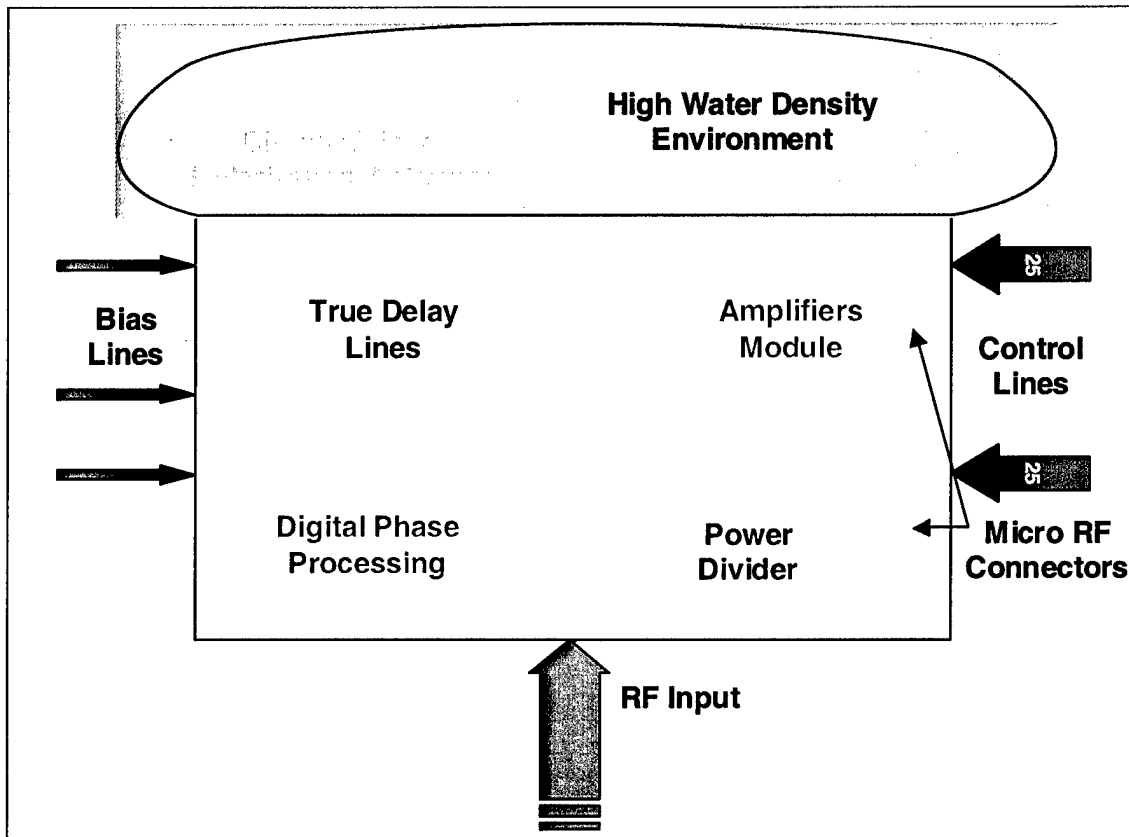 High Water Density
Environment
Bias
Lines
True Delay
Lines
Amplifiers
Module
25
Control
Lines
25
Digital Phase
Processing
Power
Divider
Micro RF
Connectors
RF Input